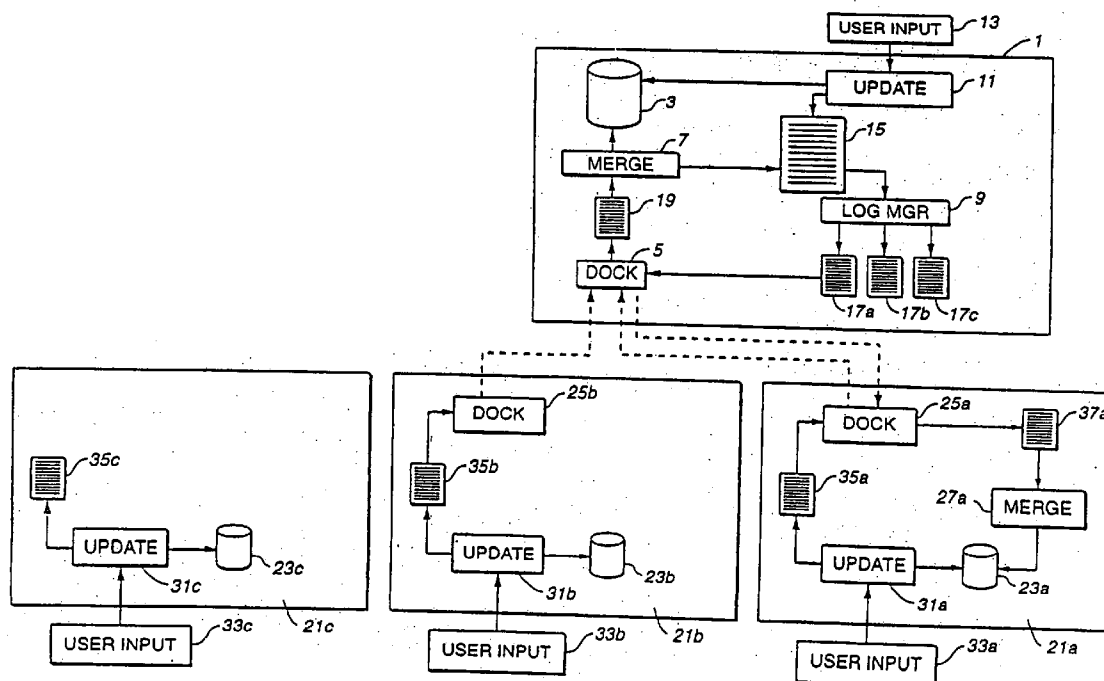 USER INPUT 13
1
UPDATE 11
3
15
7
MERGE
19
9
LOG MGR
5
DOCK
17a 17b 17c
DOCK 25b
35b
UPDATE
31b
23b
21b
USER INPUT 33b
35c
UPDATE
31c
23c
21c
USER INPUT 33c
DOCK 25a
37a
35a
27a MERGE
UPDATE
31a
23a
21a
USER INPUT 33a